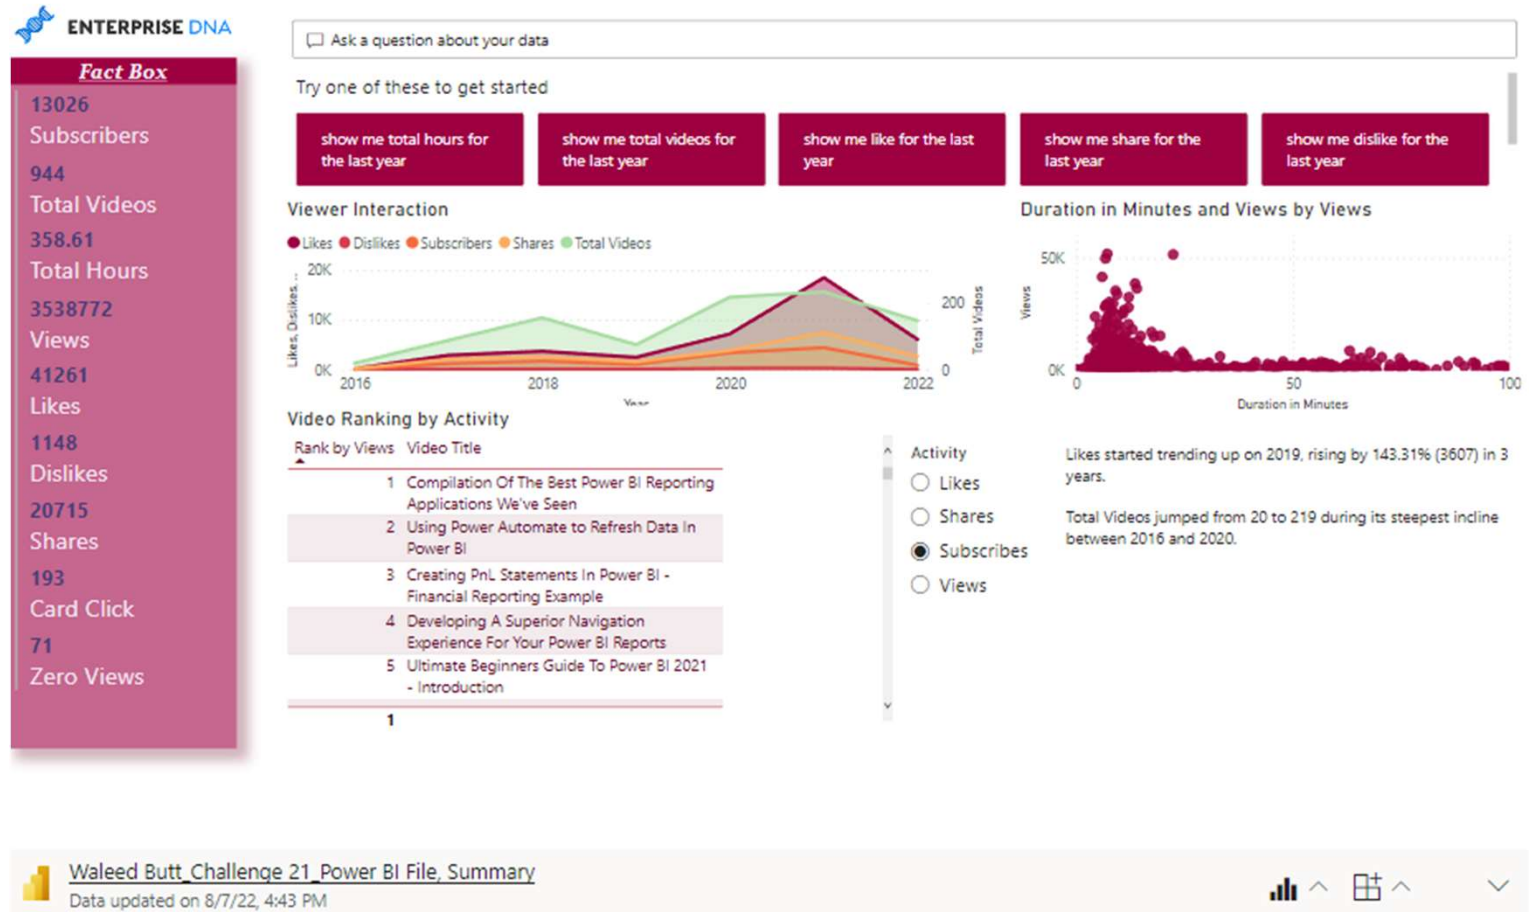 ENTERPRISE DNA
Fact Box
13026
Subscribers
944
Total Videos
358.61
Total Hours
3538772
Views
41261
Likes
1148
Dislikes
20715
Shares
193
Card Click
71
Zero Views
Ask a question about your data
Try one of these to get started
show me total hours for
the last year
show me total videos for
the last year
show me like for the last
year
show me share for the
last year
show me dislike for the
last year
Viewer Interaction
Likes Dislikes Subscribers Shares Total Videos
Likes, Dislikes...
20K
10K
0K
2016
2018
2020
2022
Year
200
0
Total Videos
Duration in Minutes and Views by Views
Views
50K
0K
0
50
100
Duration in Minutes
Video Ranking by Activity
Rank by Views Video Title
1 Compilation Of The Best Power BI Reporting
Applications We've Seen
2 Using Power Automate to Refresh Data In
Power BI
3 Creating PnL Statements In Power BI -
Financial Reporting Example
4 Developing A Superior Navigation
Experience For Your Power BI Reports
5 Ultimate Beginners Guide To Power BI 2021
- Introduction
1
Activity
Likes
Shares
Subscribes
Views
Likes started trending up on 2019, rising by 143.31% (3607) in 3
years.
Total Videos jumped from 20 to 219 during its steepest incline
between 2016 and 2020.
Waleed Butt_Challenge 21_Power BI File, Summary
Data updated on 8/7/22, 4:43 PM